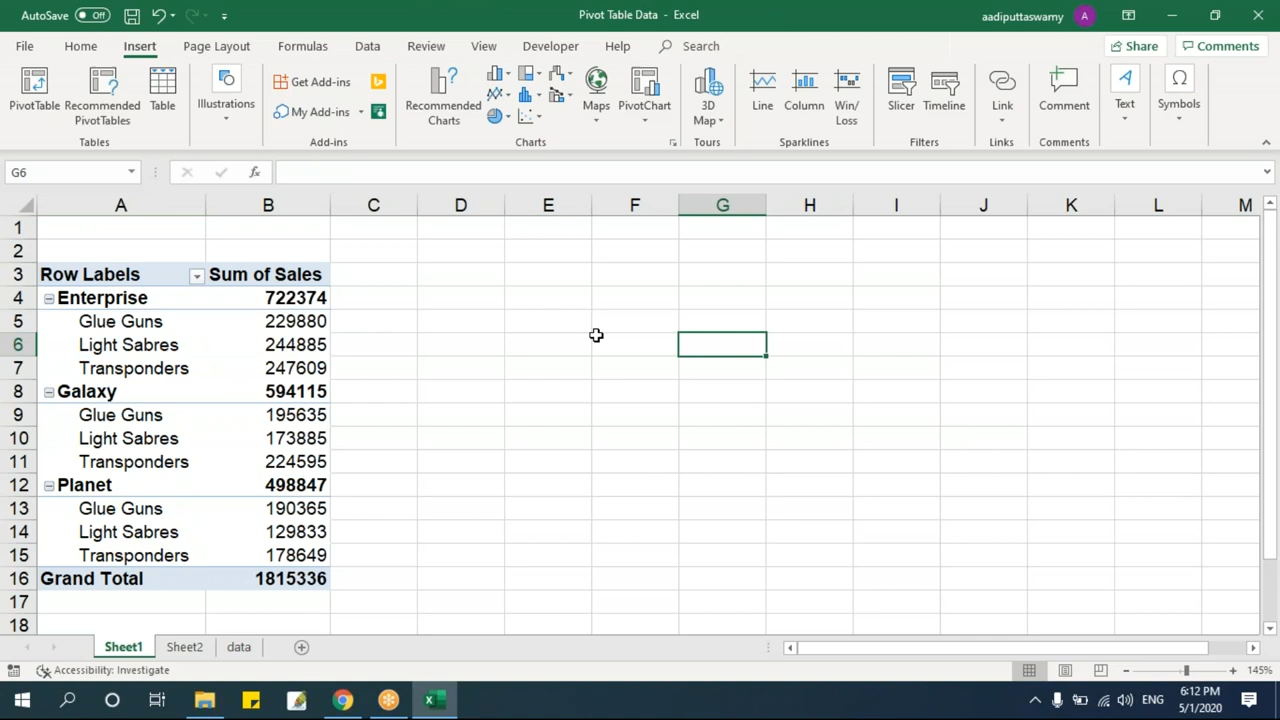 AutoSave Off
Pivot Table Data - Excel
aadiputtaswamy A
File Home Insert Page Layout Formulas Data Review View Developer Help Search
Share Comments
PivotTable Recommended PivotTables Table
Illustrations
Get Add-ins
My Add-ins
Recommended Charts
Maps PivotChart
3D Map
Line Column Win/Loss
Slicer Timeline
Link
Comment
Text
Symbols
Tables Add-ins Charts Tours Sparklines Filters Links Comments
G6 fx
A B C D E F G H I J K L M
1
2
3 Row Labels Sum of Sales
4 Enterprise 722374
5 Glue Guns 229880
6 Light Sabres 244885
7 Transponders 247609
8 Galaxy 594115
9 Glue Guns 195635
10 Light Sabres 173885
11 Transponders 224595
12 Planet 498847
13 Glue Guns 190365
14 Light Sabres 129833
15 Transponders 178649
16 Grand Total 1815336
17
18
Sheet1 Sheet2 data
Accessibility: Investigate
145%
ENG
6:12 PM
5/1/2020